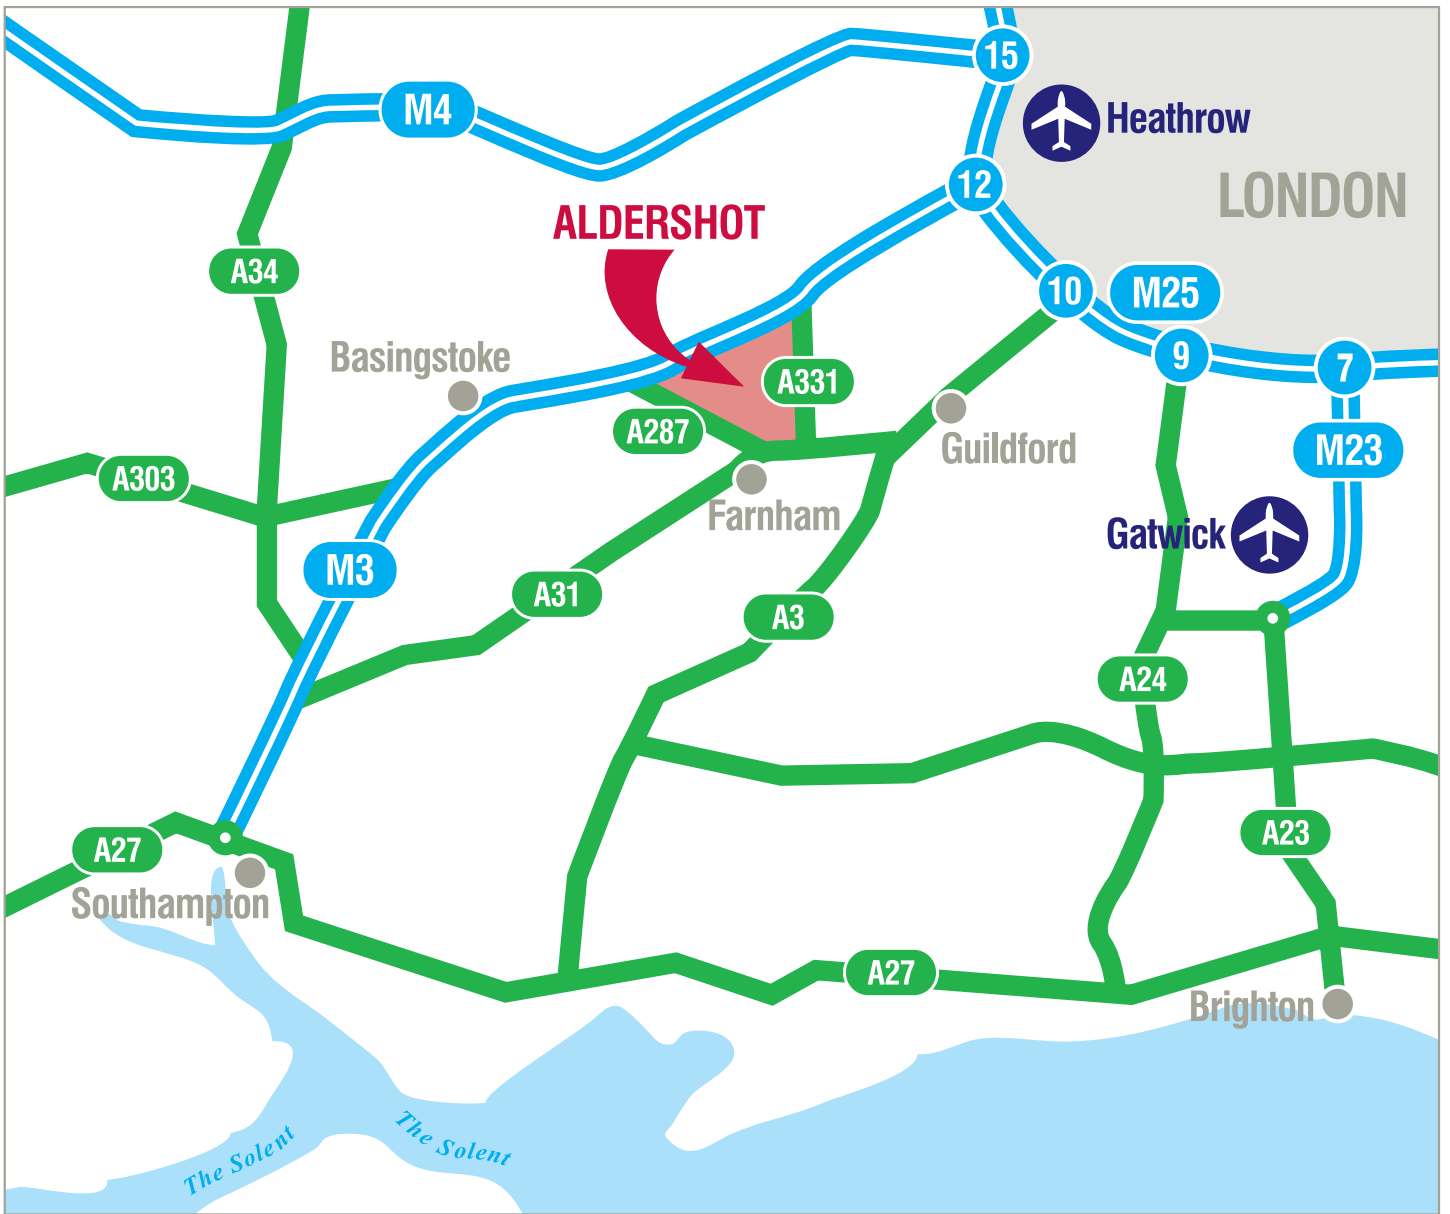 15
M4
Heathrow
12
LONDON
ALDERSHOT
A34
10
M25
Basingstoke
9
7
A331
A287
Guildford
M23
A303
Farnham
Gatwick
M3
A31
A3
A24
A23
A27
Southampton
A27
Brighton
The Solent
The Solent